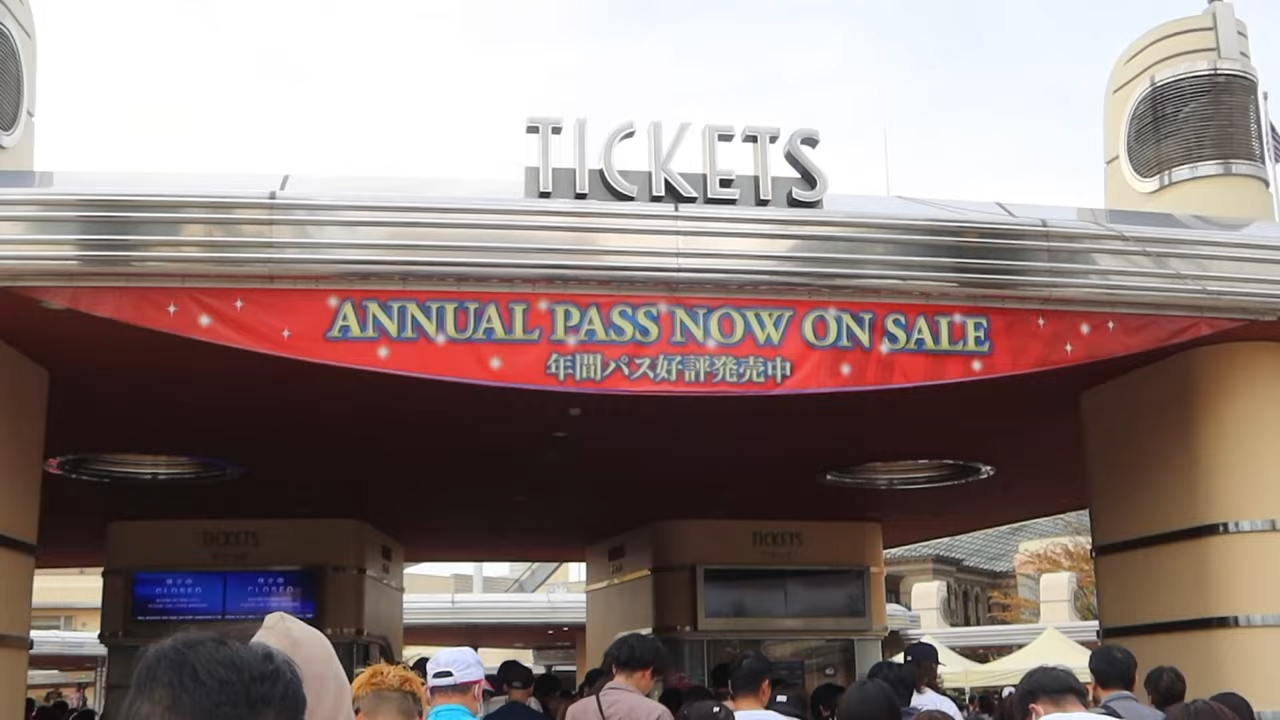 TICKETS
ANNUAL PASS NOW ON SALE
年間パス好評発売中
TICKETS
TICKETS
CLOSED
CLOSED